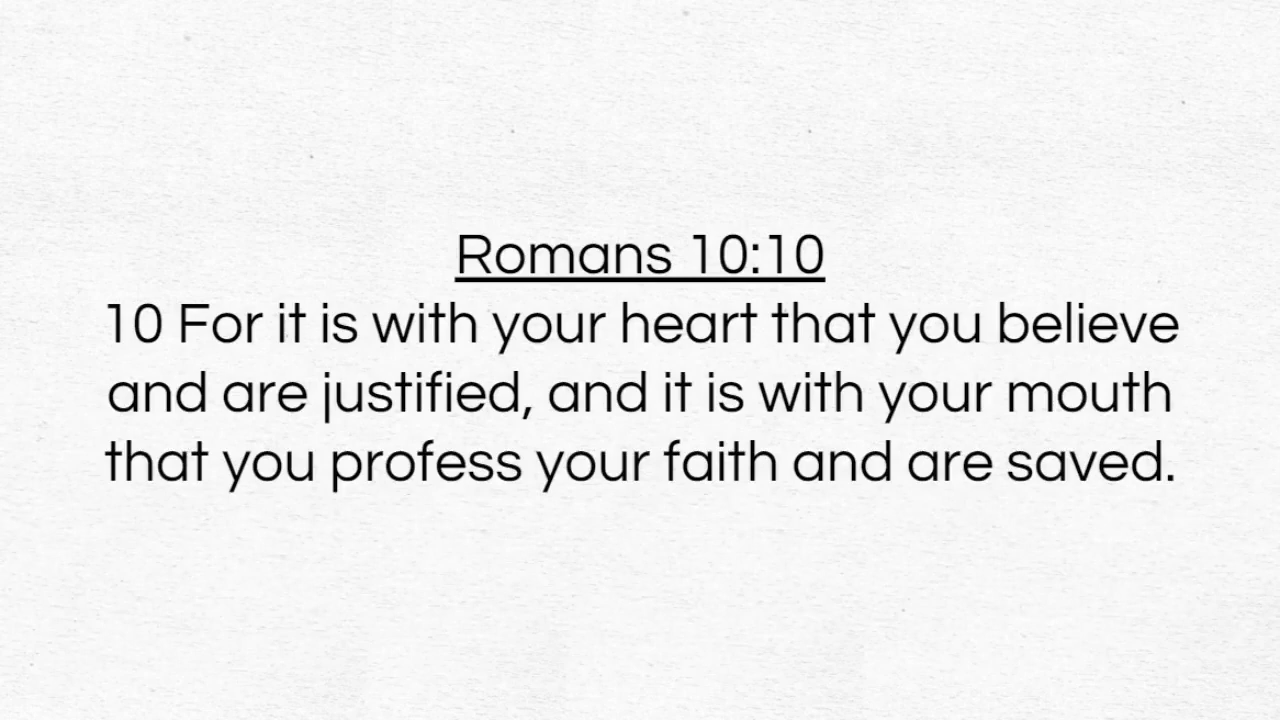 Romans 10:10
10 For it is with your heart that you believe
and are justified, and it is with your mouth
that you profess your faith and are saved.